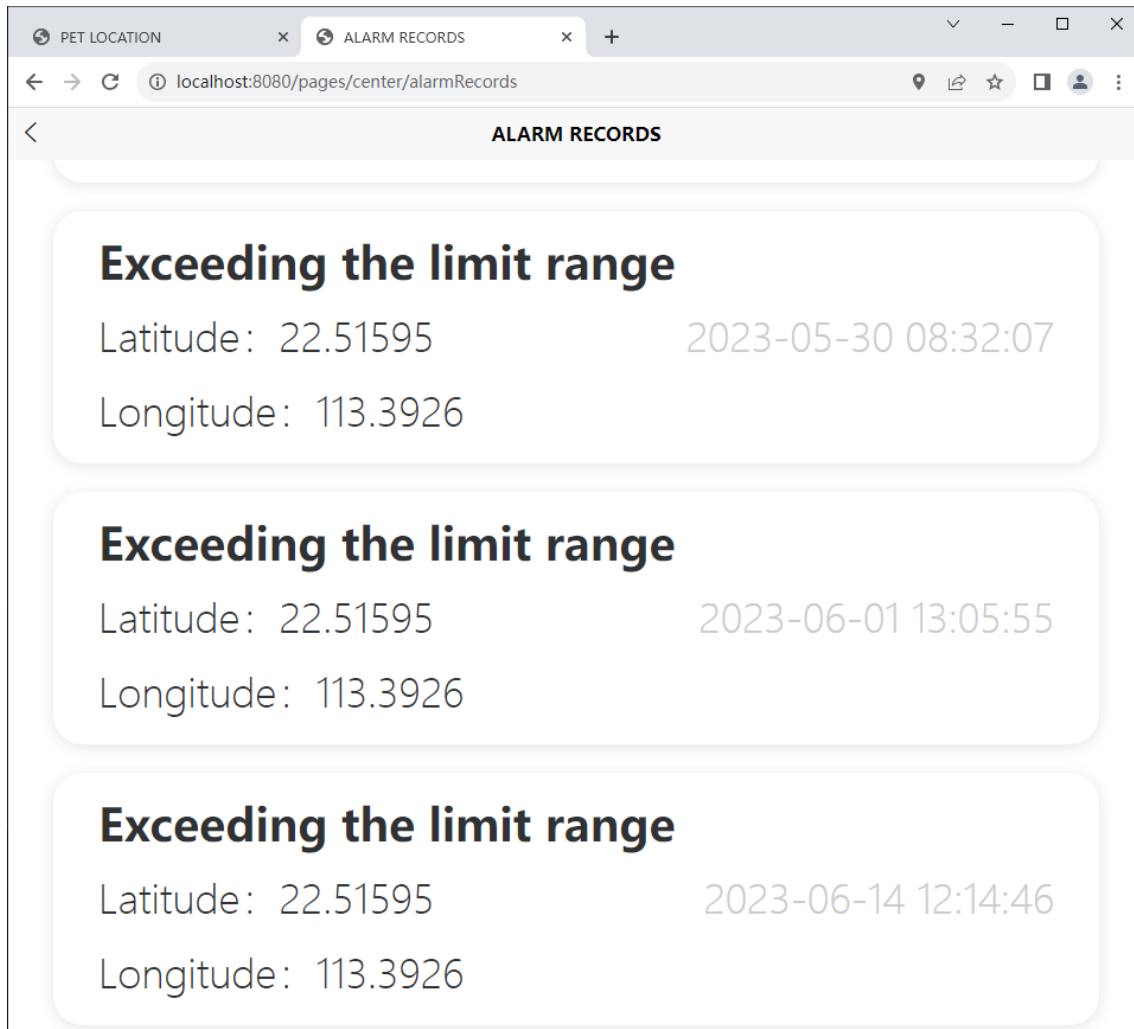 PET LOCATION
ALARM RECORDS
localhost:8080/pages/center/alarmRecords
ALARM RECORDS
Exceeding the limit range
Latitude：22.51595 2023-05-30 08:32:07
Longitude：113.3926
Exceeding the limit range
Latitude：22.51595 2023-06-01 13:05:55
Longitude：113.3926
Exceeding the limit range
Latitude：22.51595 2023-06-14 12:14:46
Longitude：113.3926